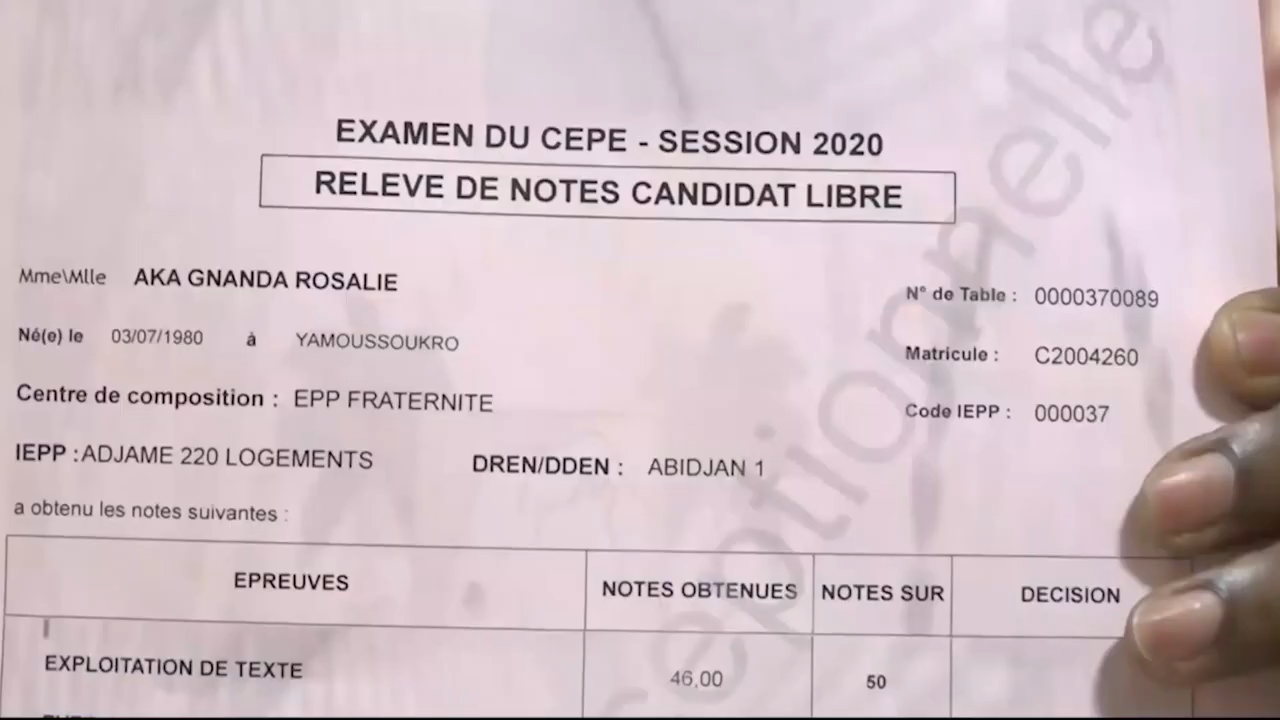 EXAMEN DU CEPE - SESSION 2020
RELEVE DE NOTES CANDIDAT LIBRE
Mme\Mlle AKA GNANDA ROSALIE
N° de Table : 0000370089
Né(e) le 03/07/1980 à YAMOUSSOUKRO
Matricule : C2004260
Centre de composition : EPP FRATERNITE
Code IEPP : 000037
IEPP :ADJAME 220 LOGEMENTS DREN/DDEN : ABIDJAN 1
a obtenu les notes suivantes :
EPREUVES NOTES OBTENUES NOTES SUR DECISION
EXPLOITATION DE TEXTE 46,00 50
eptionnelle